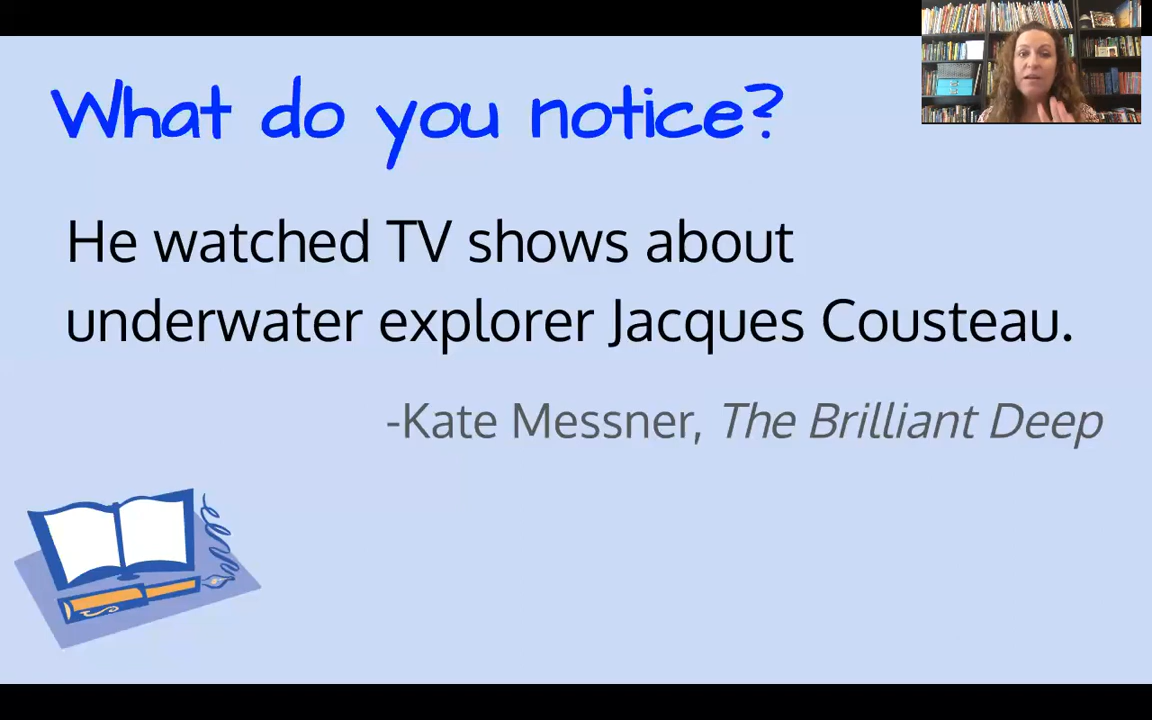 What do you notice?
He watched TV shows about
underwater explorer Jacques Cousteau.
-Kate Messner, The Brilliant Deep